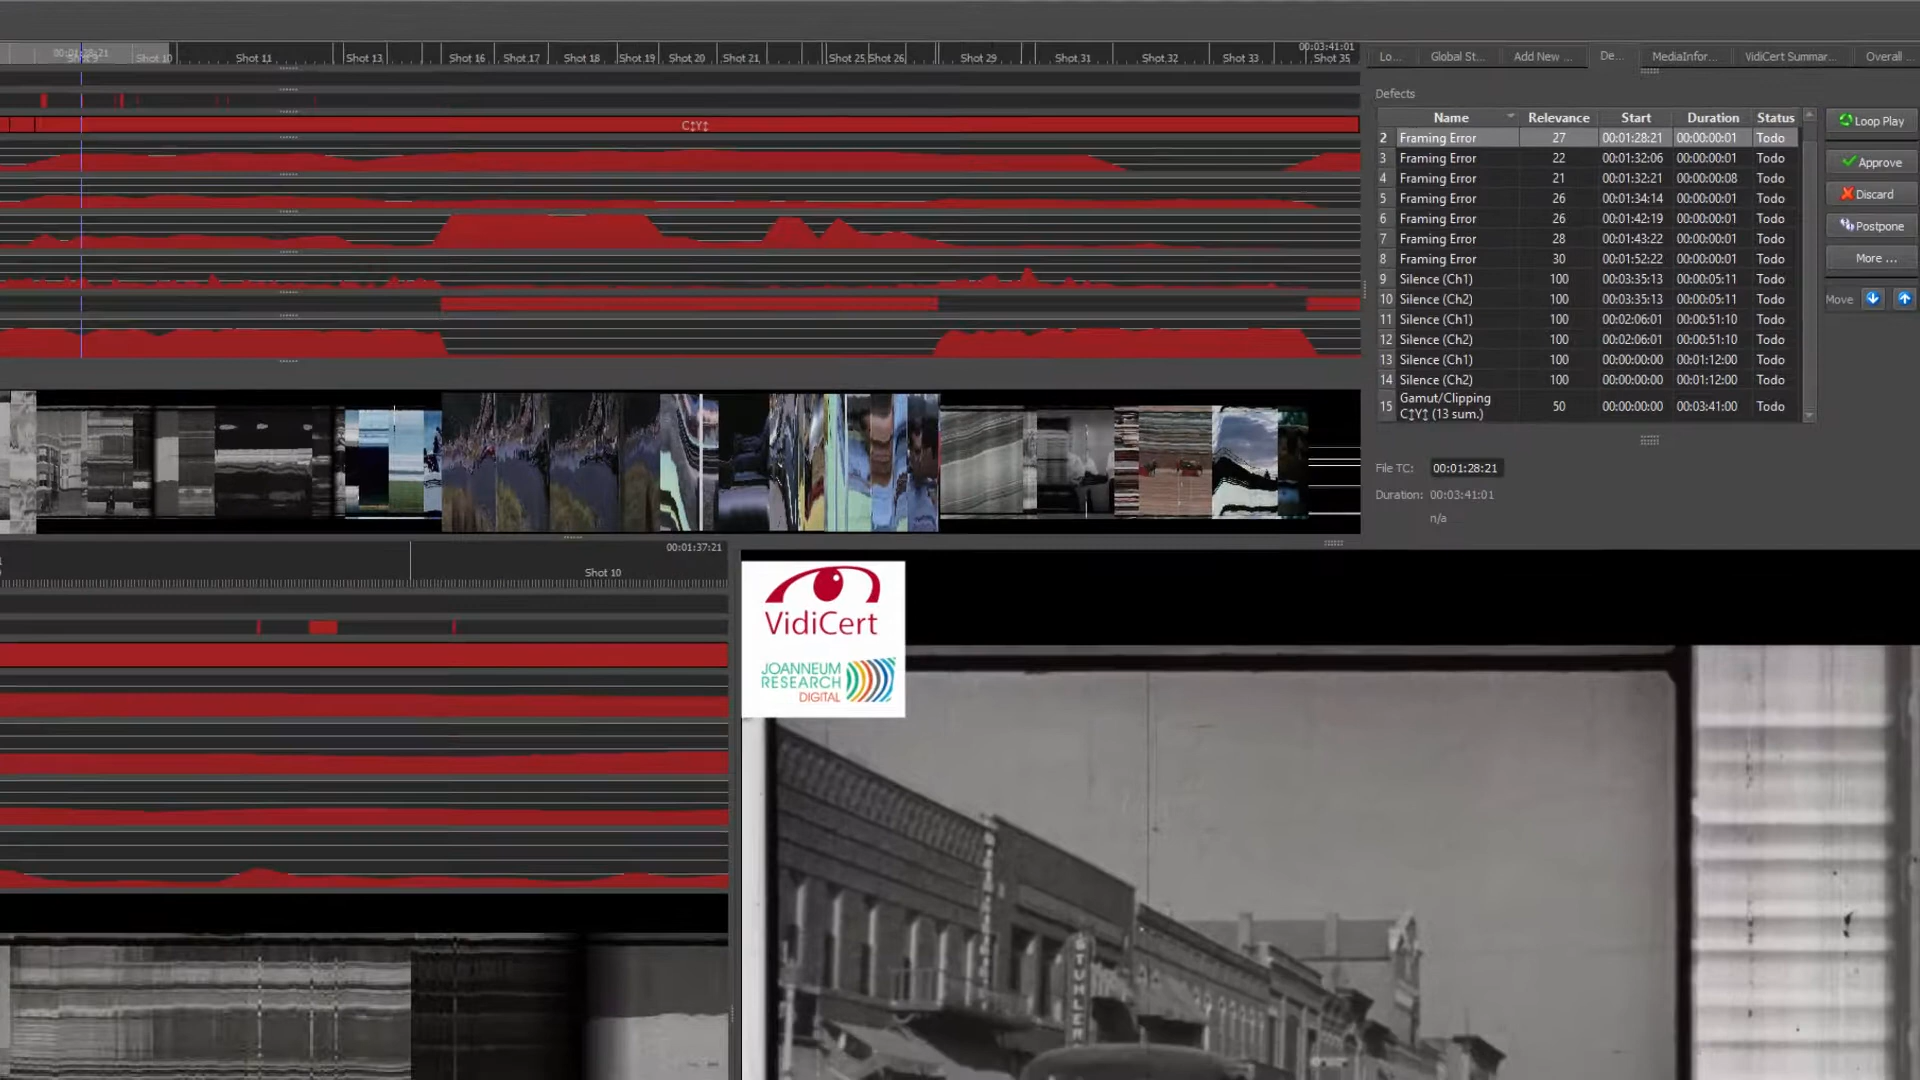 00:01:28:21
Shot 9
Shot 10
Shot 11
Shot 13
Shot 16
Shot 17
Shot 18
Shot 19
Shot 20
Shot 21
Shot 25
Shot 26
Shot 29
Shot 31
Shot 32
Shot 33
00:03:41:01
Shot 35
C↕Y↕
Lo...
Global St...
Add New ...
De...
MediaInfor...
VidiCert Summar...
Overall ...
Defects
Name Relevance Start Duration Status
2 Framing Error 27 00:01:28:21 00:00:00:01 Todo
3 Framing Error 22 00:01:32:06 00:00:00:01 Todo
4 Framing Error 21 00:01:32:21 00:00:00:08 Todo
5 Framing Error 26 00:01:34:14 00:00:00:01 Todo
6 Framing Error 26 00:01:42:19 00:00:00:01 Todo
7 Framing Error 28 00:01:43:22 00:00:00:01 Todo
8 Framing Error 30 00:01:52:22 00:00:00:01 Todo
9 Silence (Ch1) 100 00:03:35:13 00:00:05:11 Todo
10 Silence (Ch2) 100 00:03:35:13 00:00:05:11 Todo
11 Silence (Ch1) 100 00:02:06:01 00:00:51:10 Todo
12 Silence (Ch2) 100 00:02:06:01 00:00:51:10 Todo
13 Silence (Ch1) 100 00:00:00:00 00:01:12:00 Todo
14 Silence (Ch2) 100 00:00:00:00 00:01:12:00 Todo
15 Gamut/Clipping C↕Y↕ (13 sum.) 50 00:00:00:00 00:03:41:00 Todo
Loop Play
Approve
Discard
Postpone
More ...
Move
File TC: 00:01:28:21
Duration: 00:03:41:01
n/a
00:01:37:21
Shot 10
VidiCert
JOANNEUM
RESEARCH
DIGITAL